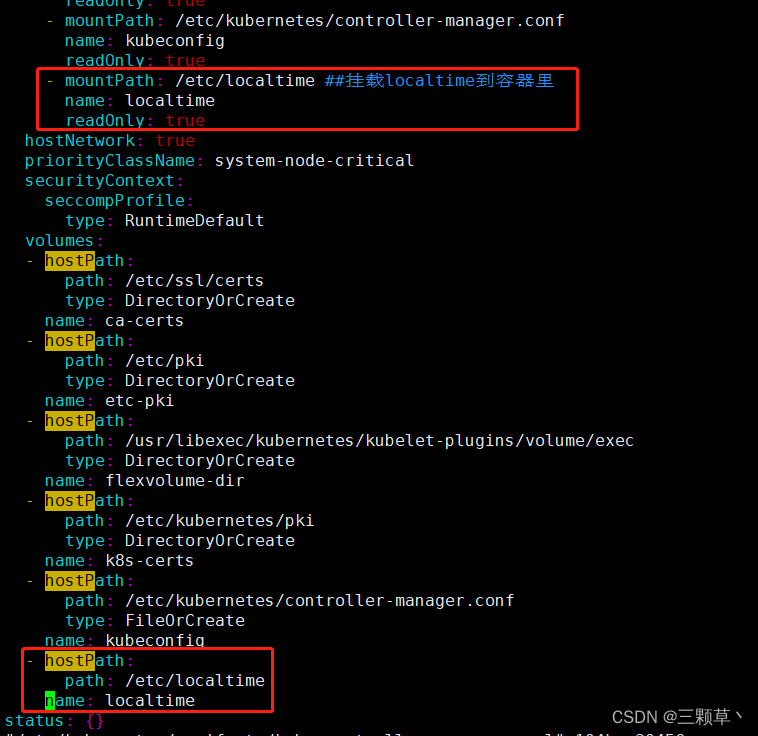 readOnly: true
- mountPath: /etc/kubernetes/controller-manager.conf
name: kubeconfig
readOnly: true
- mountPath: /etc/localtime ##挂载localtime到容器里
name: localtime
readOnly: true
hostNetwork: true
priorityClassName: system-node-critical
securityContext:
seccompProfile:
type: RuntimeDefault
volumes:
- hostPath:
path: /etc/ssl/certs
type: DirectoryOrCreate
name: ca-certs
- hostPath:
path: /etc/pki
type: DirectoryOrCreate
name: etc-pki
- hostPath:
path: /usr/libexec/kubernetes/kubelet-plugins/volume/exec
type: DirectoryOrCreate
name: flexvolume-dir
- hostPath:
path: /etc/kubernetes/pki
type: DirectoryOrCreate
name: k8s-certs
- hostPath:
path: /etc/kubernetes/controller-manager.conf
type: FileOrCreate
name: kubeconfig
- hostPath:
path: /etc/localtime
name: localtime
status: {}
CSDN @三颗草丶